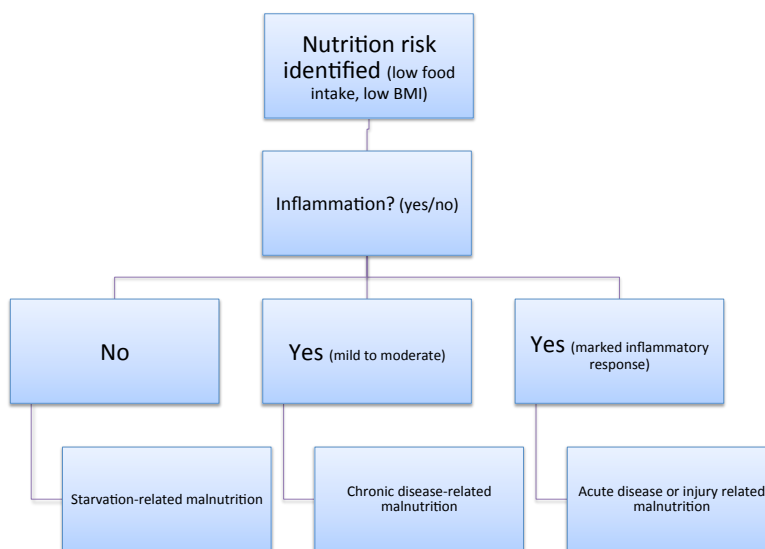 Nutrition risk
identified (low food
intake, low BMI)
Inflammation? (yes/no)
No
Yes (mild to moderate)
Yes (marked inflammatory
response)
Starvation-related malnutrition
Chronic disease-related
malnutrition
Acute disease or injury related
malnutrition